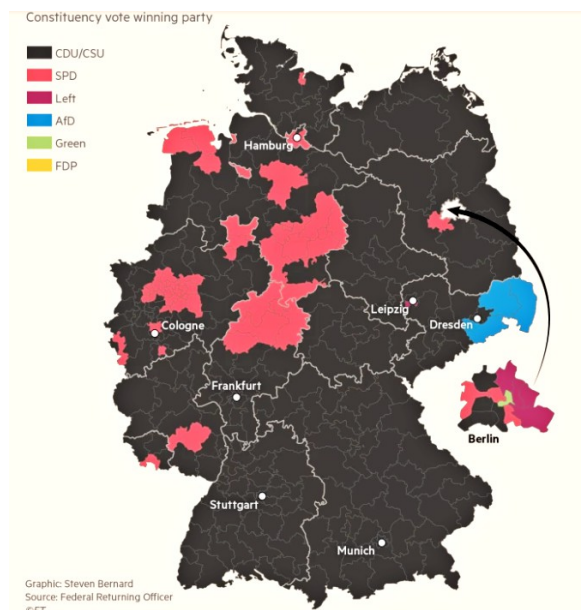 Constituency vote winning party
CDU/CSU
SPD
Left
AfD
Green
FDP
Hamburg
Leipzig
Dresden
Cologne
Frankfurt
Berlin
Stuttgart
Munich
Graphic: Steven Bernard
Source: Federal Returning Officer
©FT